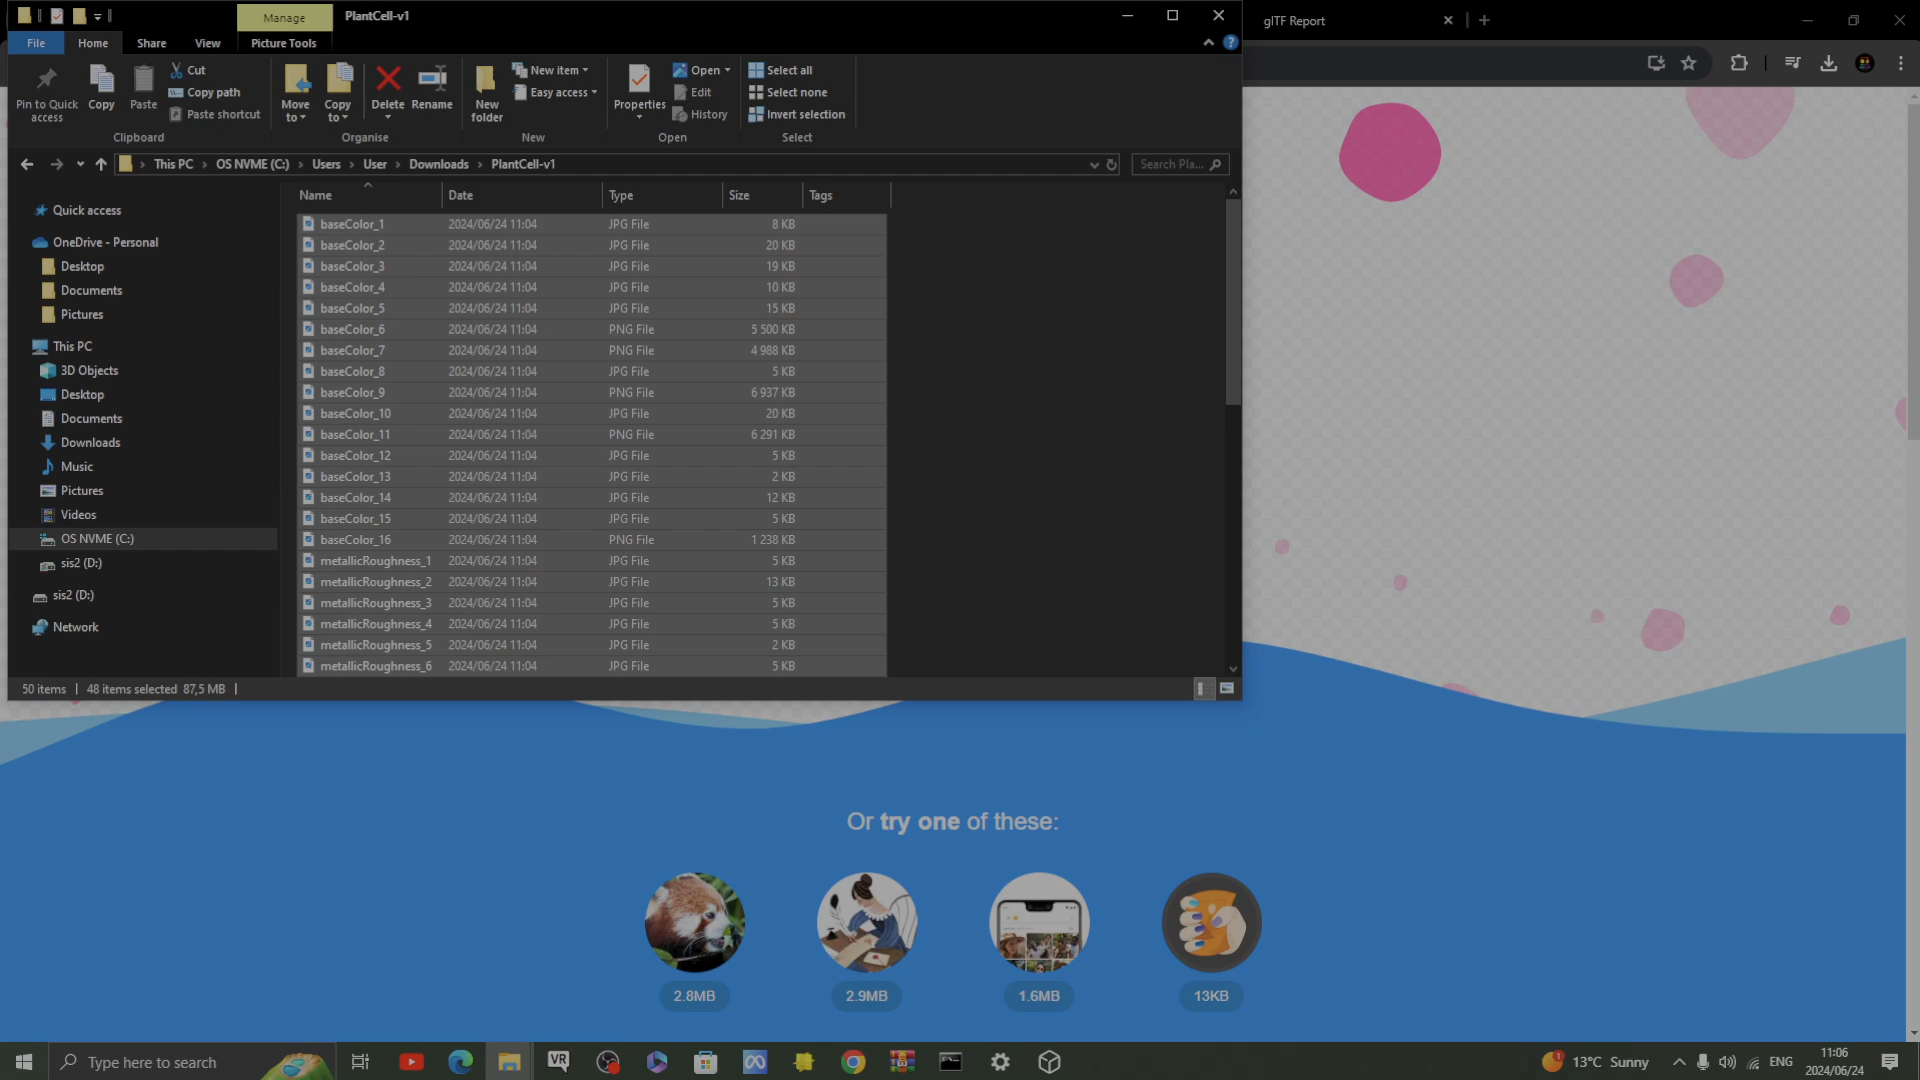 Manage
PlantCell-v1
glTF Report
File
Home
Share
View
Picture Tools
Pin to Quick access
Copy
Paste
Cut
Copy path
Paste shortcut
Move to
Copy to
Delete
Rename
New folder
New item
Easy access
Properties
Open
Edit
History
Select all
Select none
Invert selection
Clipboard
Organise
New
Open
Select
This PC > OS NVME (C:) > Users > User > Downloads > PlantCell-v1
Search Pla...
Name Date Type Size Tags
Quick access
OneDrive - Personal
Desktop
Documents
Pictures
This PC
3D Objects
Desktop
Documents
Downloads
Music
Pictures
Videos
OS NVME (C:)
sis2 (D:)
sis2 (D:)
Network
baseColor_1 2024/06/24 11:04 JPG File 8 KB
baseColor_2 2024/06/24 11:04 JPG File 20 KB
baseColor_3 2024/06/24 11:04 JPG File 19 KB
baseColor_4 2024/06/24 11:04 JPG File 10 KB
baseColor_5 2024/06/24 11:04 JPG File 15 KB
baseColor_6 2024/06/24 11:04 PNG File 5 500 KB
baseColor_7 2024/06/24 11:04 PNG File 4 988 KB
baseColor_8 2024/06/24 11:04 JPG File 5 KB
baseColor_9 2024/06/24 11:04 PNG File 6 937 KB
baseColor_10 2024/06/24 11:04 JPG File 20 KB
baseColor_11 2024/06/24 11:04 PNG File 6 291 KB
baseColor_12 2024/06/24 11:04 JPG File 5 KB
baseColor_13 2024/06/24 11:04 JPG File 2 KB
baseColor_14 2024/06/24 11:04 JPG File 12 KB
baseColor_15 2024/06/24 11:04 JPG File 5 KB
baseColor_16 2024/06/24 11:04 PNG File 1 238 KB
metallicRoughness_1 2024/06/24 11:04 JPG File 5 KB
metallicRoughness_2 2024/06/24 11:04 JPG File 13 KB
metallicRoughness_3 2024/06/24 11:04 JPG File 5 KB
metallicRoughness_4 2024/06/24 11:04 JPG File 5 KB
metallicRoughness_5 2024/06/24 11:04 JPG File 2 KB
metallicRoughness_6 2024/06/24 11:04 JPG File 5 KB
50 items 48 items selected 87,5 MB
Or try one of these:
2.8MB
2.9MB
1.6MB
13KB
Type here to search
VR
1
13°C Sunny
ENG
11:06
2024/06/24